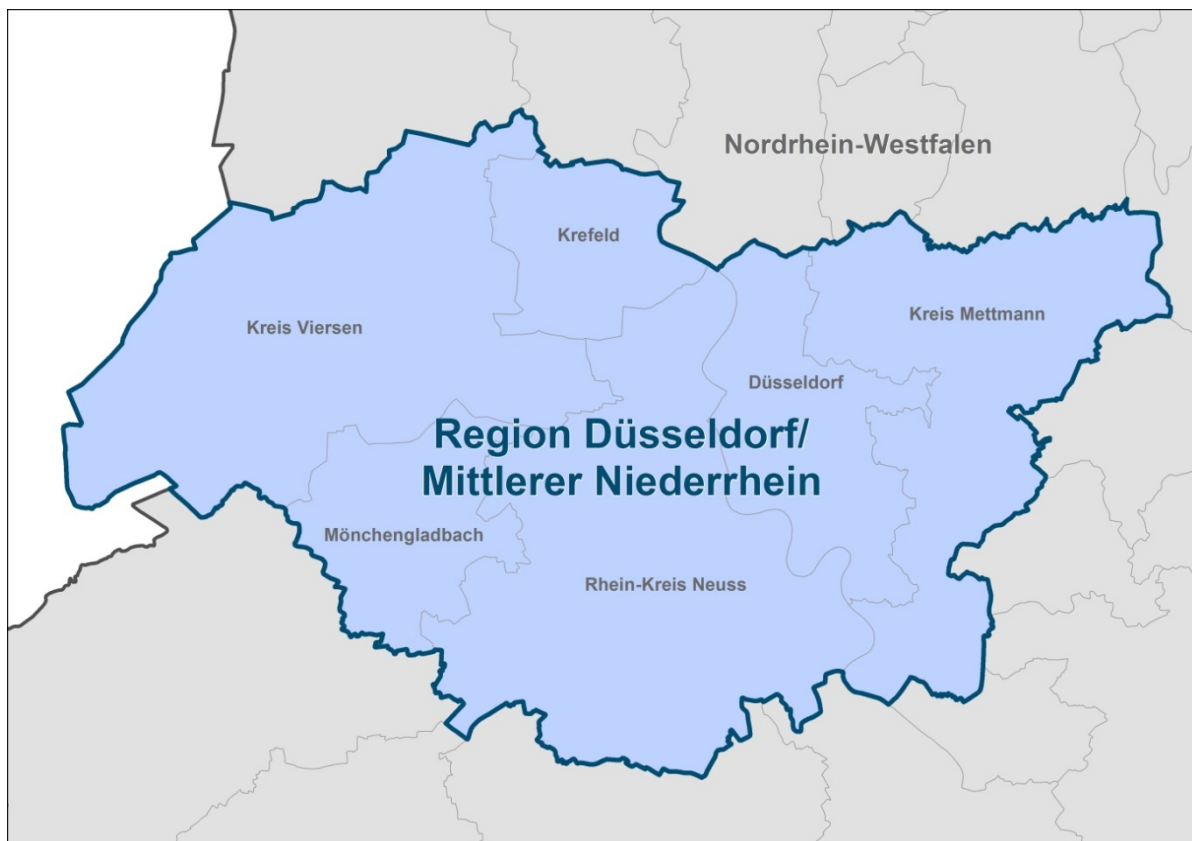 Nordrhein-Westfalen
Krefeld
Kreis Mettmann
Kreis Viersen
Düsseldorf
Region Düsseldorf/
Mittlerer Niederrhein
Mönchengladbach
Rhein-Kreis Neuss